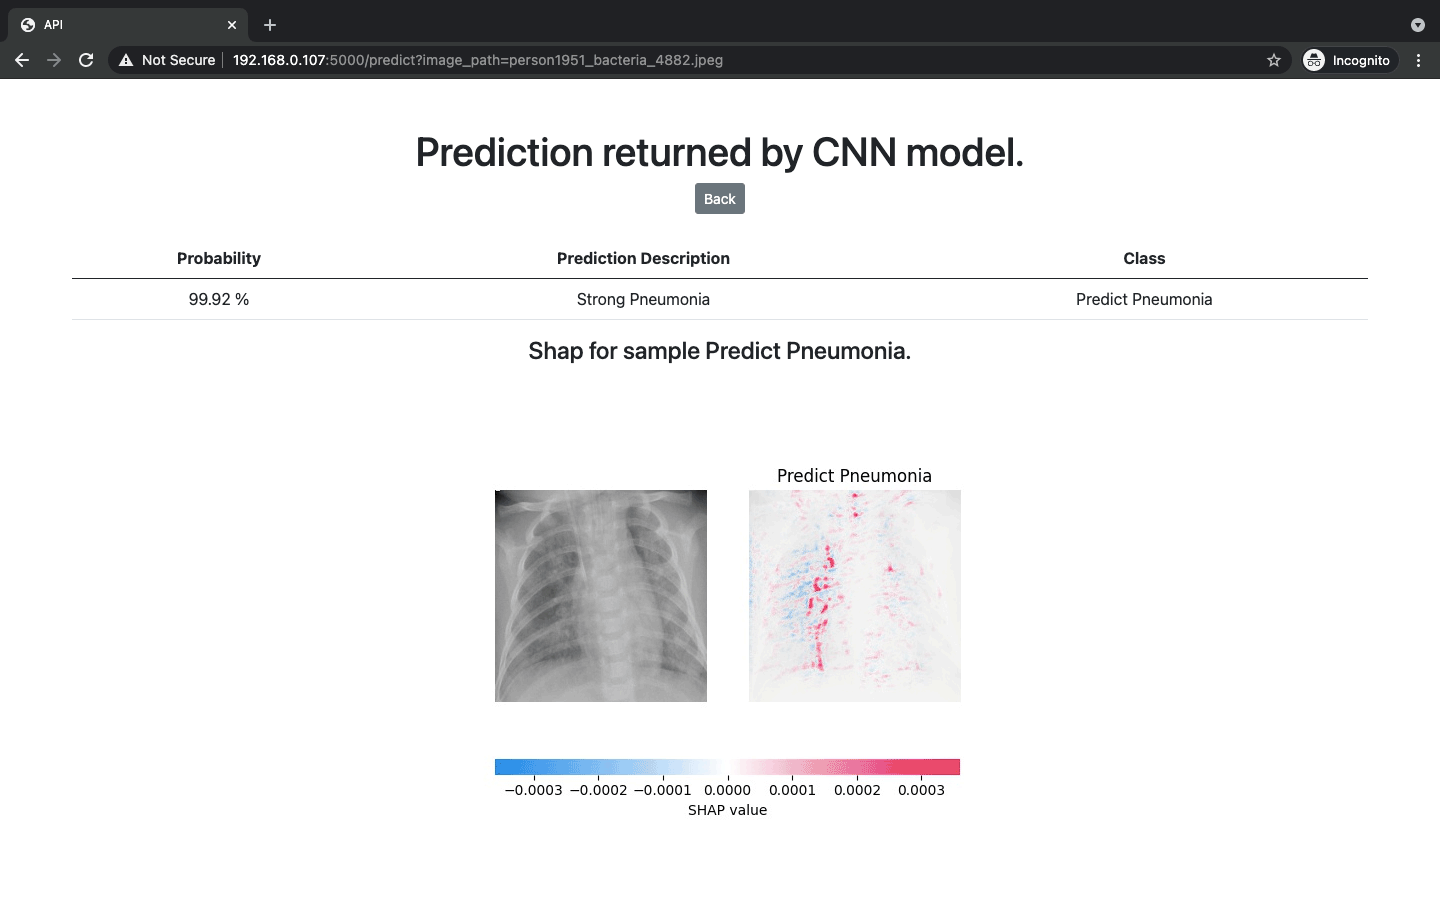 API
Not Secure 192.168.0.107:5000/predict?image_path=person1951_bacteria_4882.jpeg Incognito
Prediction returned by CNN model.
Back
Probability Prediction Description Class
99.92 % Strong Pneumonia Predict Pneumonia
Shap for sample Predict Pneumonia.
Predict Pneumonia
−0.0003 −0.0002 −0.0001 0.0000 0.0001 0.0002 0.0003
SHAP value